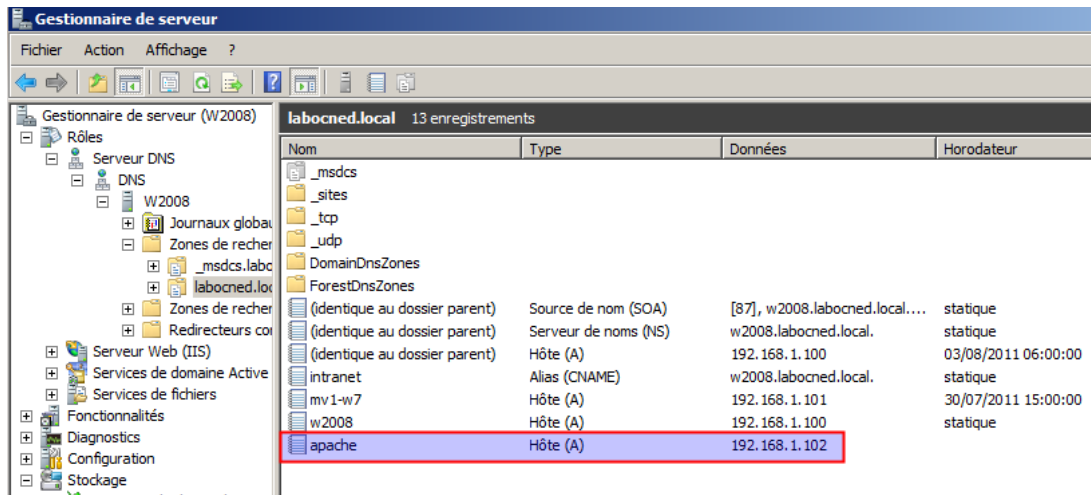 Gestionnaire de serveur
Fichier Action Affichage ?
Gestionnaire de serveur (W2008)
Rôles
Serveur DNS
DNS
W2008
Journaux globau
Zones de recher
_msdcs.labo
labocned.loc
Zones de recher
Redirecteurs co
Serveur Web (IIS)
Services de domaine Active
Services de fichiers
Fonctionnalités
Diagnostics
Configuration
Stockage
labocned.local 13 enregistrements
Nom Type Données Horodateur
_msdcs
_sites
_tcp
_udp
DomainDnsZones
ForestDnsZones
(identique au dossier parent) Source de nom (SOA) [87], w2008.labocned.local.... statique
(identique au dossier parent) Serveur de noms (NS) w2008.labocned.local. statique
(identique au dossier parent) Hôte (A) 192.168.1.100 03/08/2011 06:00:00
intranet Alias (CNAME) w2008.labocned.local. statique
mv1-w7 Hôte (A) 192.168.1.101 30/07/2011 15:00:00
w2008 Hôte (A) 192.168.1.100 statique
apache Hôte (A) 192.168.1.102